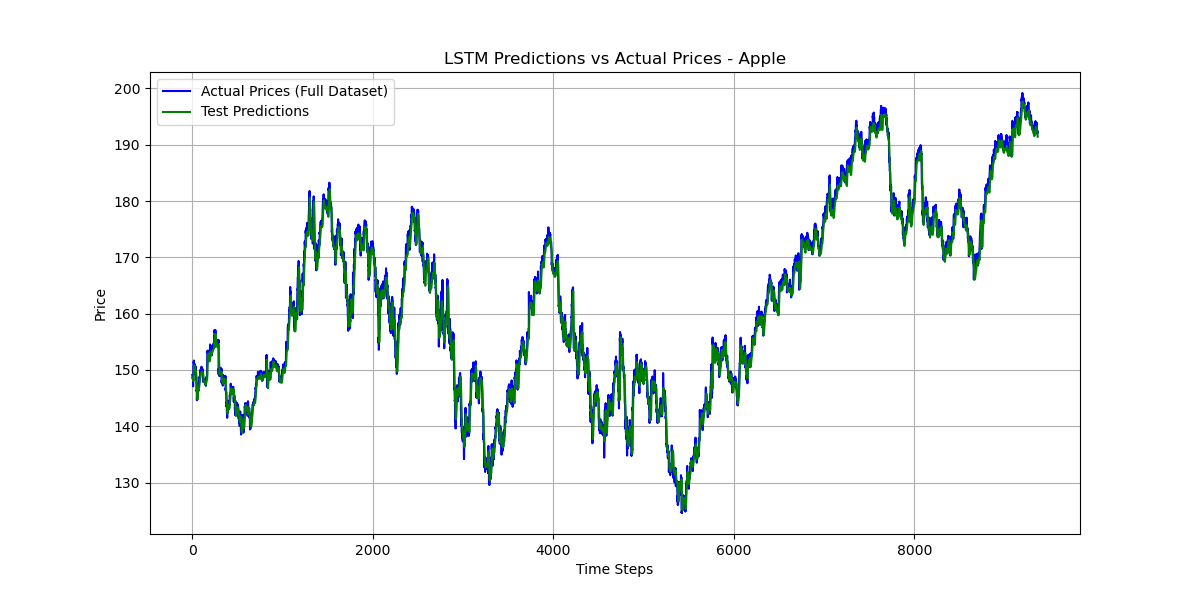 LSTM Predictions vs Actual Prices - Apple
Actual Prices (Full Dataset)
Test Predictions
200
190
180
170
160
150
140
130
Price
0 2000 4000 6000 8000
Time Steps